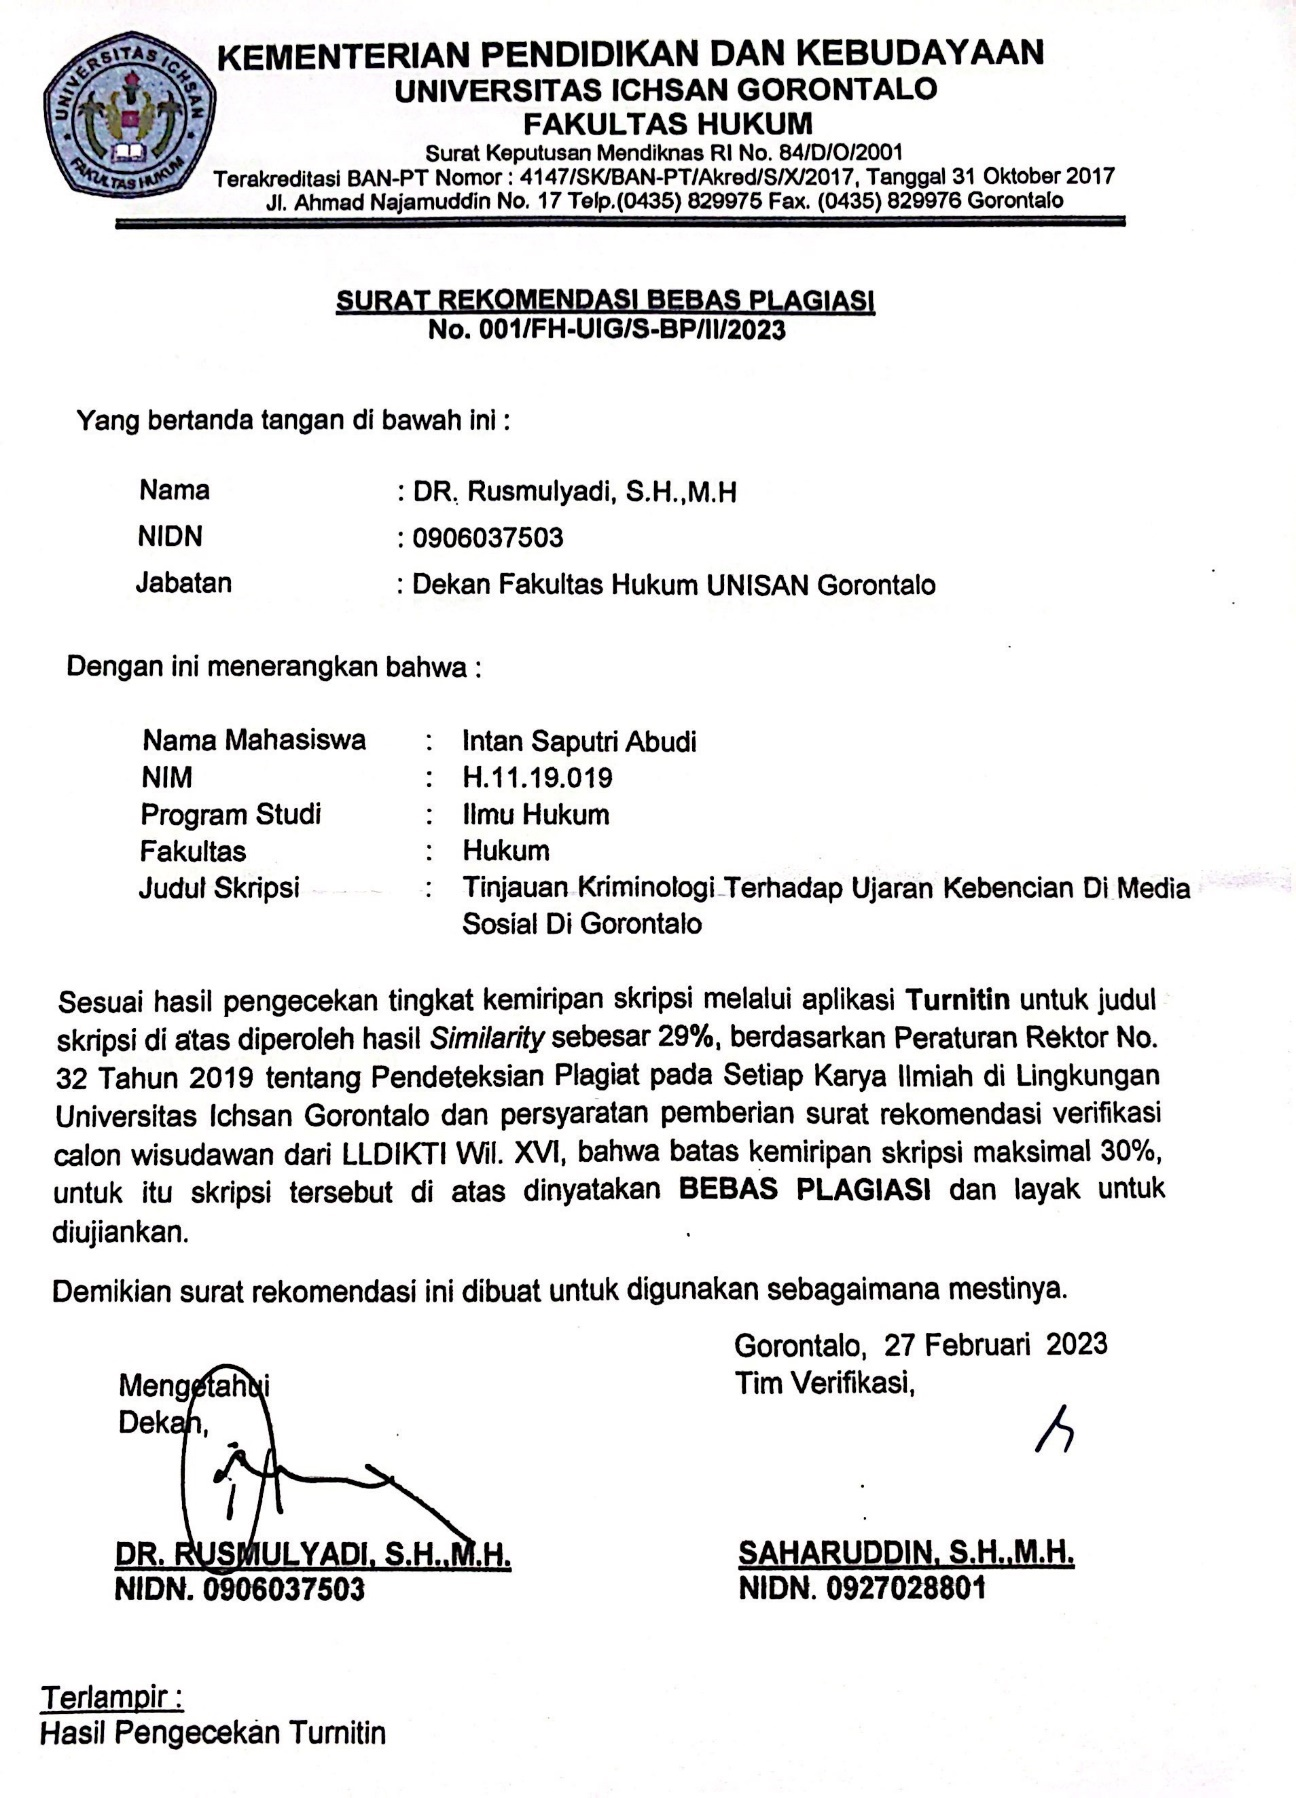 UNIVERSITAS ICHSAN
FAKULTAS HUKUM
KEMENTERIAN PENDIDIKAN DAN KEBUDAYAAN
UNIVERSITAS ICHSAN GORONTALO
FAKULTAS HUKUM
Surat Keputusan Mendiknas RI No. 84/D/O/2001
Terakreditasi BAN-PT Nomor : 4147/SK/BAN-PT/Akred/S/X/2017, Tanggal 31 Oktober 2017
Jl. Ahmad Najamuddin No. 17 Telp.(0435) 829975 Fax. (0435) 829976 Gorontalo
SURAT REKOMENDASI BEBAS PLAGIASI
No. 001/FH-UIG/S-BP/II/2023
Yang bertanda tangan di bawah ini :
Nama : DR. Rusmulyadi, S.H.,M.H
NIDN : 0906037503
Jabatan : Dekan Fakultas Hukum UNISAN Gorontalo
Dengan ini menerangkan bahwa :
Nama Mahasiswa : Intan Saputri Abudi
NIM : H.11.19.019
Program Studi : Ilmu Hukum
Fakultas : Hukum
Judul Skripsi : Tinjauan Kriminologi Terhadap Ujaran Kebencian Di Media
Sosial Di Gorontalo
Sesuai hasil pengecekan tingkat kemiripan skripsi melalui aplikasi Turnitin untuk judul
skripsi di atas diperoleh hasil Similarity sebesar 29%, berdasarkan Peraturan Rektor No.
32 Tahun 2019 tentang Pendeteksian Plagiat pada Setiap Karya Ilmiah di Lingkungan
Universitas Ichsan Gorontalo dan persyaratan pemberian surat rekomendasi verifikasi
calon wisudawan dari LLDIKTI Wil. XVI, bahwa batas kemiripan skripsi maksimal 30%,
untuk itu skripsi tersebut di atas dinyatakan BEBAS PLAGIASI dan layak untuk
diujiankan.
Demikian surat rekomendasi ini dibuat untuk digunakan sebagaimana mestinya.
Gorontalo, 27 Februari 2023
Mengetahui
Tim Verifikasi,
Dekan,
DR. RUSMULYADI, S.H.,M.H.
NIDN. 0906037503
SAHARUDDIN, S.H.,M.H.
NIDN. 0927028801
Terlampir :
Hasil Pengecekan Turnitin